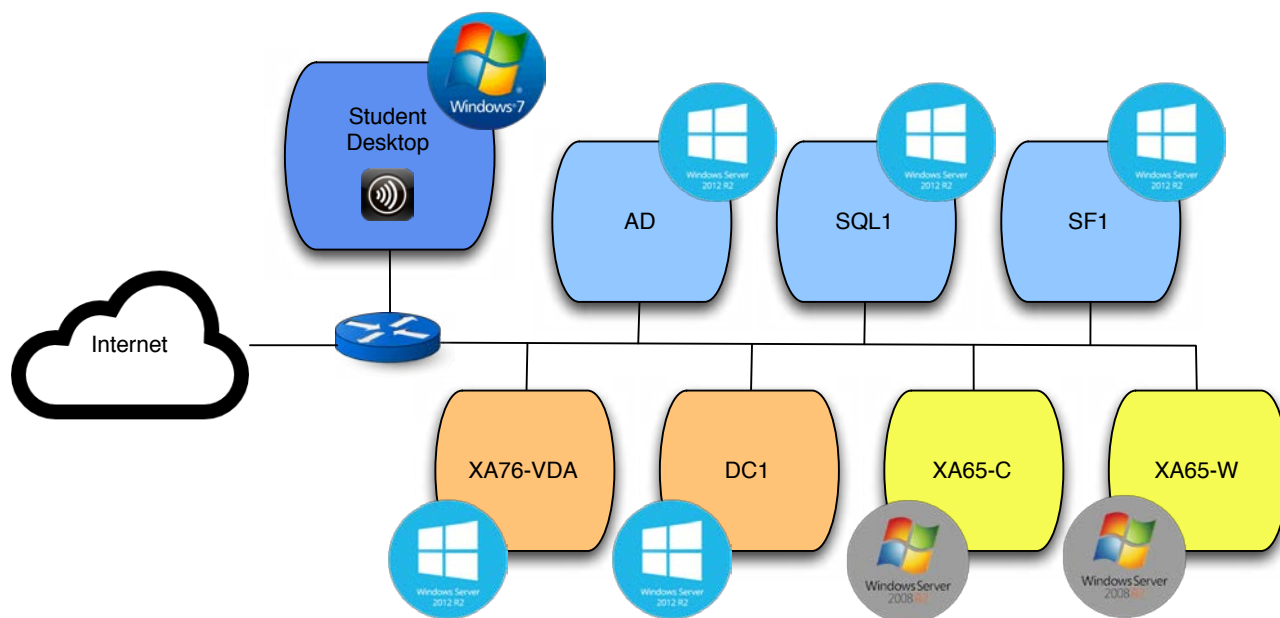 Windows®7
Student
Desktop
Windows Server
2012 R2
Windows Server
2012 R2
Windows Server
2012 R2
AD
SQL1
SF1
Internet
XA76-VDA
DC1
XA65-C
XA65-W
Windows Server
2012 R2
Windows Server
2012 R2
Windows Server
2008 R2
Windows Server
2008 R2